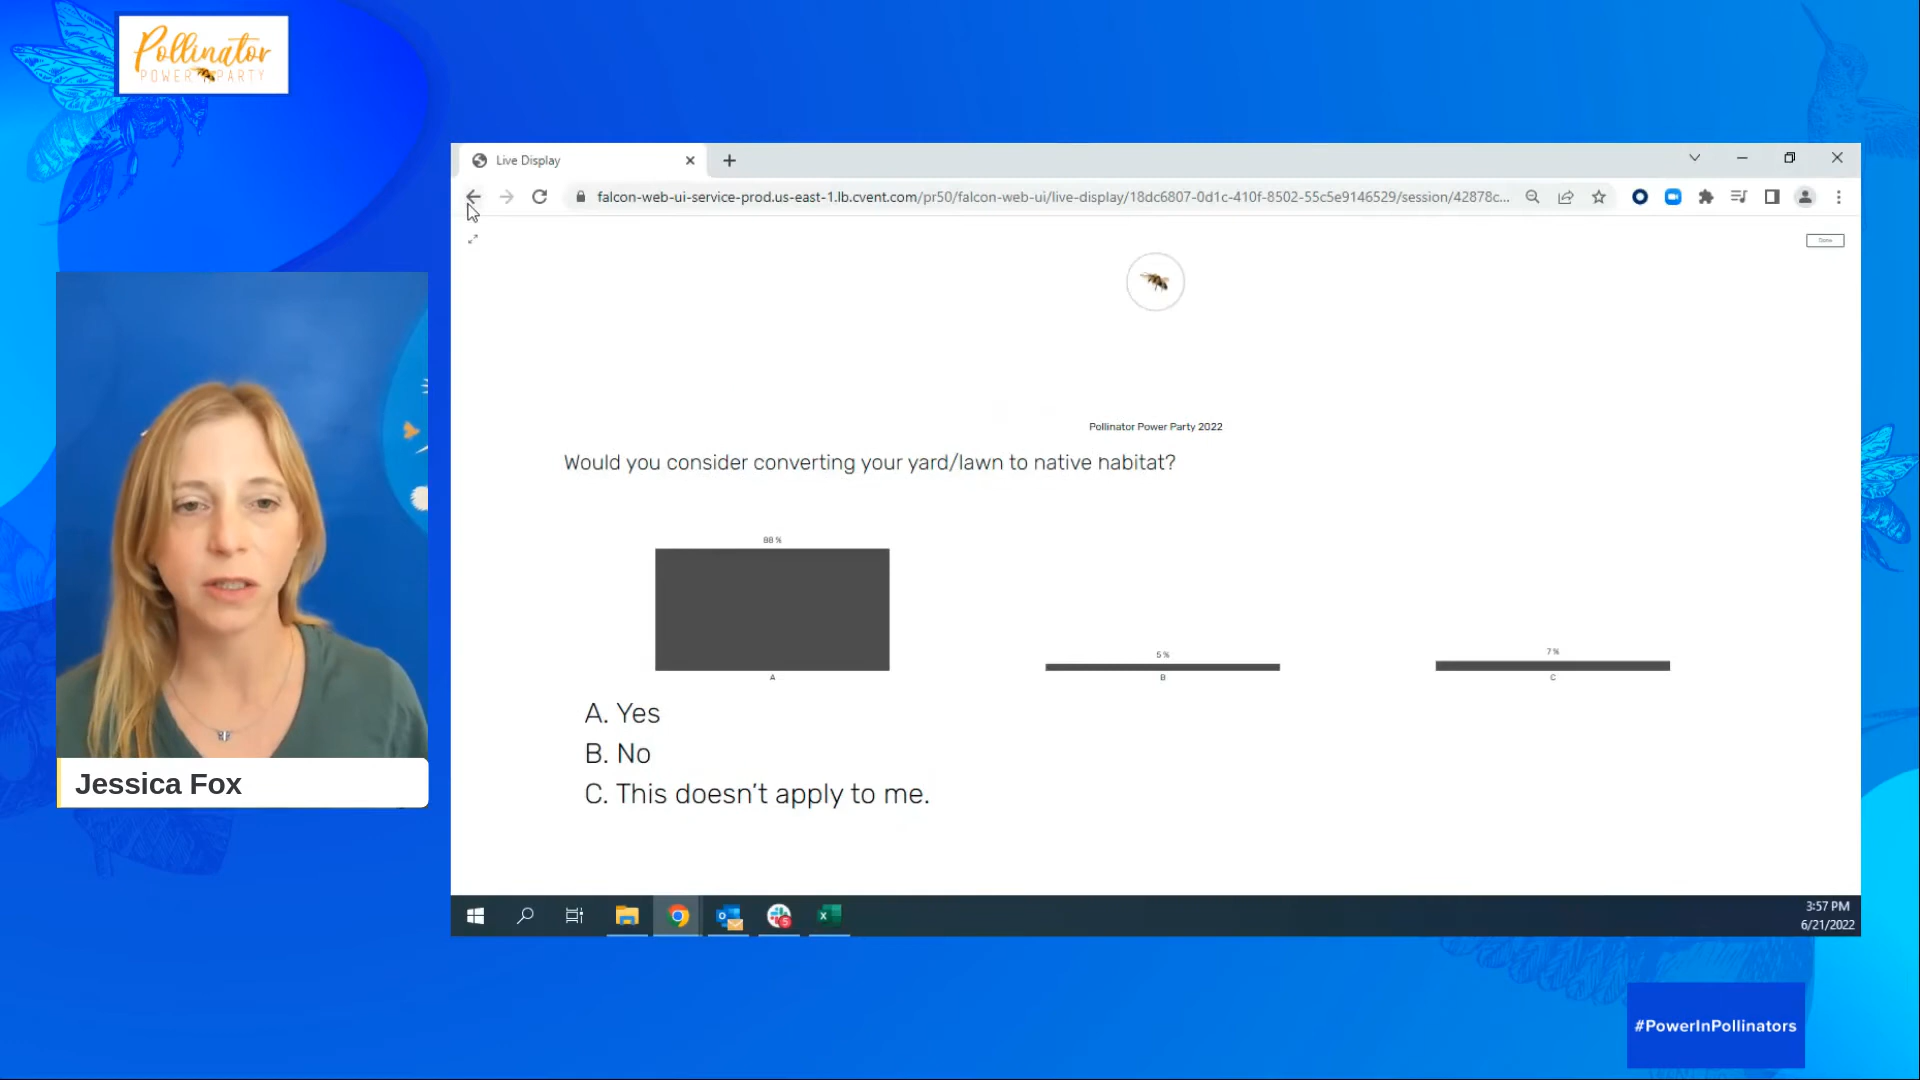 Pollinator
POWER PARTY
Live Display
falcon-web-ui-service-prod.us-east-1.lb.cvent.com/pr50/falcon-web-ui/live-display/18dc6807-0d1c-410f-8502-55c5e9146529/session/42878c...
Done
Pollinator Power Party 2022
Would you consider converting your yard/lawn to native habitat?
88 %
5 %
7 %
A
B
C
A. Yes
B. No
C. This doesn't apply to me.
Jessica Fox
5
3:57 PM
6/21/2022
#PowerInPollinators